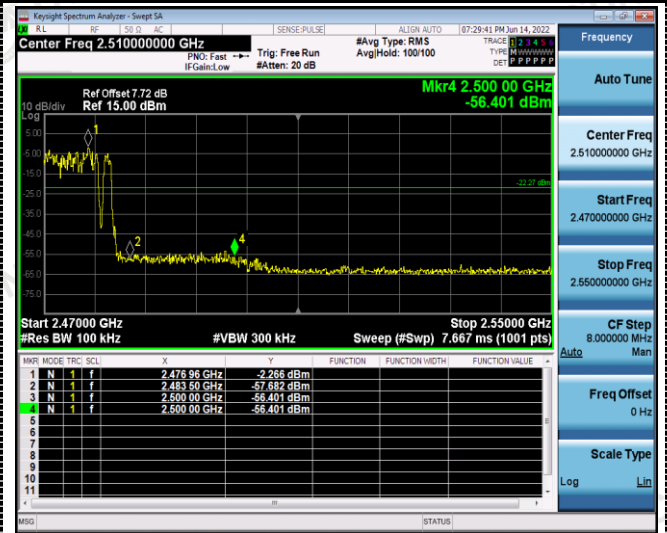 Keysight Spectrum Analyzer - Swept SA
RL RF 50 Ω AC SENSE:PULSE ALIGN AUTO 07:29:41 PM Jun 14, 2022
Center Freq 2.510000000 GHz
PNO: Fast
IFGain:Low
Trig: Free Run
#Atten: 20 dB
#Avg Type: RMS
Avg|Hold: 100/100
TRACE 1 2 3 4 5 6
TYPE M WWWWW
DET P P P P P P
Ref Offset 7.72 dB
Ref 15.00 dBm
10 dB/div
Log
Mkr4 2.500 00 GHz
-56.401 dBm
5.00
-5.00
-15.0
-25.0
-35.0
-45.0
-55.0
-65.0
-75.0
1
2
4
-22.27 dBm
Start 2.47000 GHz
Stop 2.55000 GHz
#Res BW 100 kHz
#VBW 300 kHz
Sweep (#Swp) 7.667 ms (1001 pts)
MKR MODE TRC SCL X Y FUNCTION FUNCTION WIDTH FUNCTION VALUE
1 N 1 f 2.476 96 GHz -2.266 dBm
2 N 1 f 2.483 50 GHz -57.682 dBm
3 N 1 f 2.500 00 GHz -56.401 dBm
4 N 1 f 2.500 00 GHz -56.401 dBm
5
6
7
8
9
10
11
MSG
STATUS
Frequency
Auto Tune
Center Freq
2.510000000 GHz
Start Freq
2.470000000 GHz
Stop Freq
2.550000000 GHz
CF Step
8.000000 MHz
Auto Man
Freq Offset
0 Hz
Scale Type
Log Lin